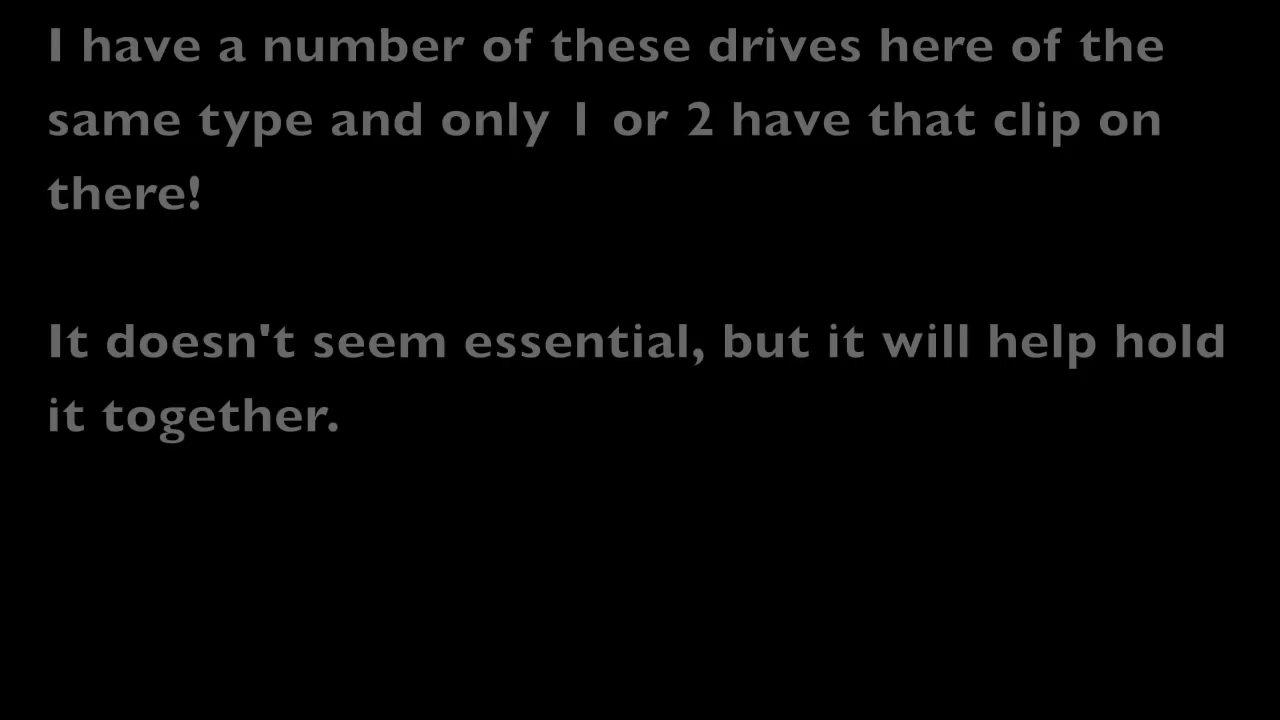 I have a number of these drives here of the
same type and only 1 or 2 have that clip on
there!
It doesn't seem essential, but it will help hold
it together.